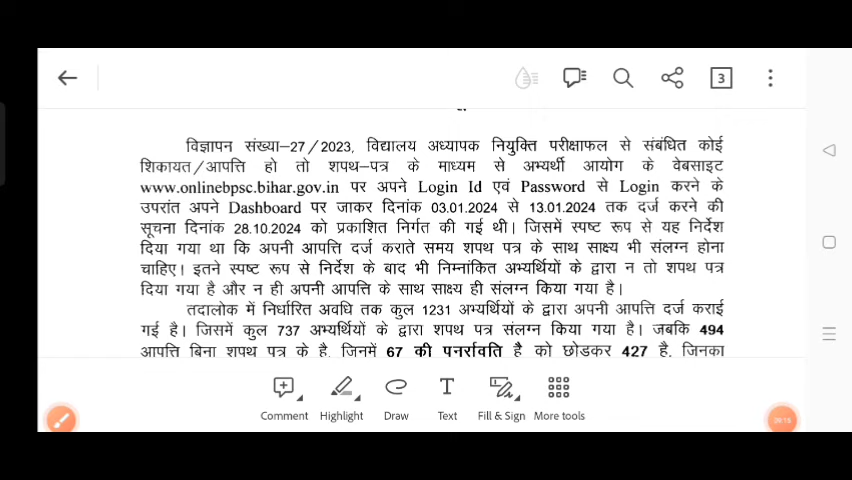 3
विज्ञापन संख्या–27/2023, विद्यालय अध्यापक नियुक्ति परीक्षाफल से संबंधित कोई
शिकायत/आपत्ति हो तो शपथ–पत्र के माध्यम से अभ्यर्थी आयोग के वेबसाइट
www.onlinebpsc.bihar.gov.in पर अपने Login Id एवं Password से Login करने के
उपरांत अपने Dashboard पर जाकर दिनांक 03.01.2024 से 13.01.2024 तक दर्ज करने की
सूचना दिनांक 28.10.2024 को प्रकाशित निर्गत की गई थी। जिसमें स्पष्ट रूप से यह निर्देश
दिया गया था कि अपनी आपत्ति दर्ज कराते समय शपथ पत्र के साथ साक्ष्य भी संलग्न होना
चाहिए। इतने स्पष्ट रूप से निर्देश के बाद भी निम्नांकित अभ्यर्थियों के द्वारा न तो शपथ पत्र
दिया गया है और न ही अपनी आपत्ति के साथ साक्ष्य ही संलग्न किया गया है।
तदालोक में निर्धारित अवधि तक कुल 1231 अभ्यर्थियों के द्वारा अपनी आपत्ति दर्ज कराई
गई है। जिसमें कुल 737 अभ्यर्थियों के द्वारा शपथ पत्र संलग्न किया गया है। जबकि 494
आपत्ति बिना शपथ पत्र के है, जिनमें 67 की पनर्रावति है को छोडकर 427 है, जिनका
Comment Highlight Draw Text Fill & Sign More tools